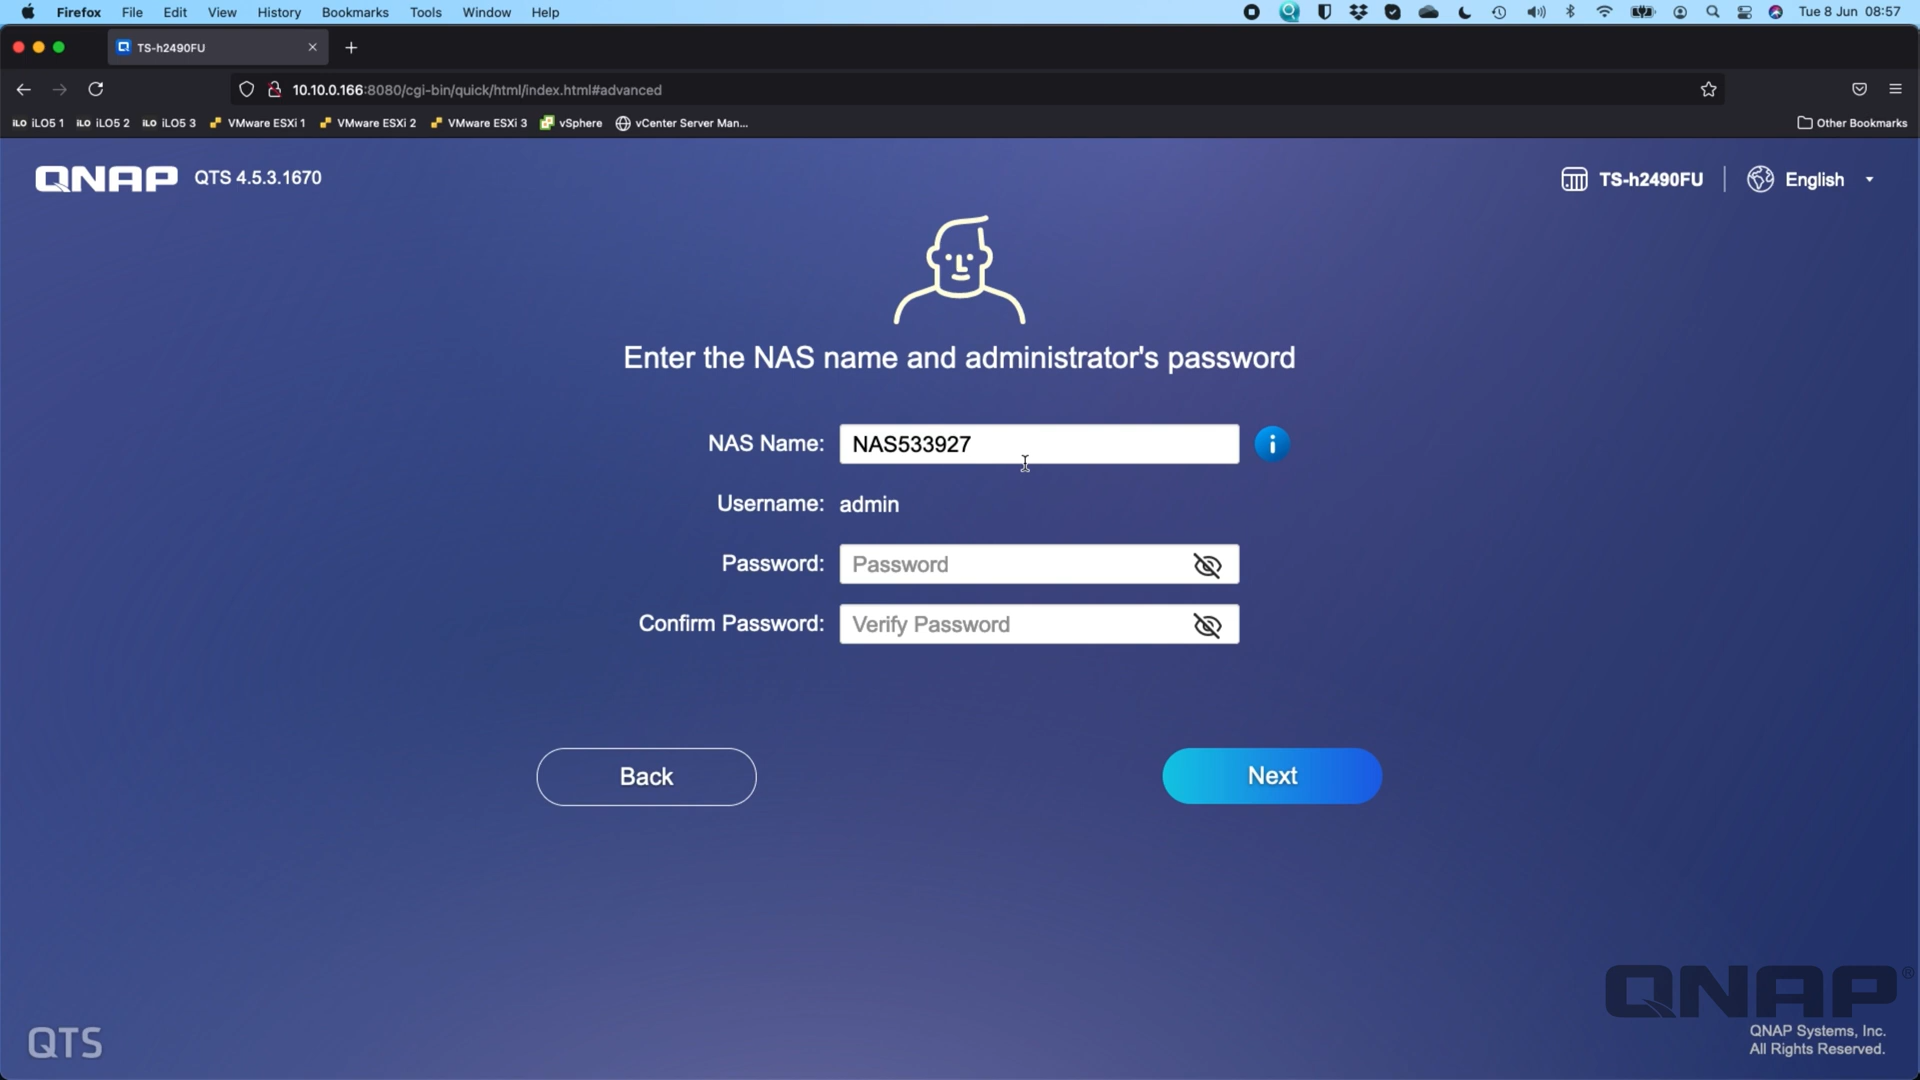 Firefox File Edit View History Bookmarks Tools Window Help Tue 8 Jun 08:57
TS-h2490FU
10.10.0.166:8080/cgi-bin/quick/html/index.html#advanced
iLO iLO5 1 iLO iLO5 2 iLO iLO5 3 VMware ESXi 1 VMware ESXi 2 VMware ESXi 3 vSphere vCenter Server Man... Other Bookmarks
QNAP QTS 4.5.3.1670 TS-h2490FU English
Enter the NAS name and administrator's password
NAS Name: NAS533927 i
Username: admin
Password: Password
Confirm Password: Verify Password
Back Next
QNAP®
QTS
QNAP Systems, Inc.
All Rights Reserved.